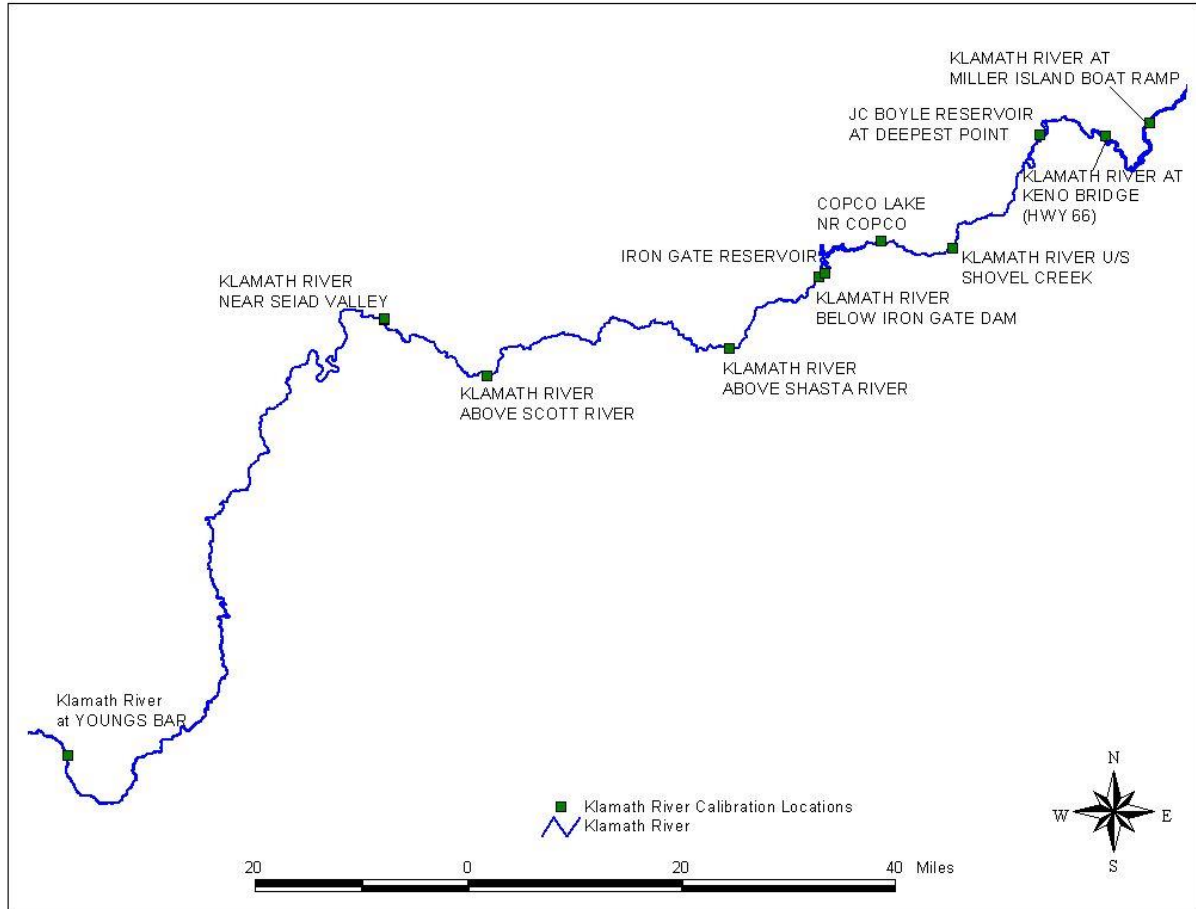 KLAMATH RIVER AT
MILLER ISLAND BOAT RAMP
JC BOYLE RESERVOIR
AT DEEPEST POINT
KLAMATH RIVER AT
KENO BRIDGE
(HWY 66)
COPCO LAKE
NR COPCO
IRON GATE RESERVOIR
KLAMATH RIVER U/S
SHOVEL CREEK
KLAMATH RIVER
NEAR SEIAD VALLEY
KLAMATH RIVER
BELOW IRON GATE DAM
KLAMATH RIVER
ABOVE SHASTA RIVER
KLAMATH RIVER
ABOVE SCOTT RIVER
Klamath River
at YOUNGS BAR
Klamath River Calibration Locations
Klamath River
N
W
E
S
20 0 20 40 Miles